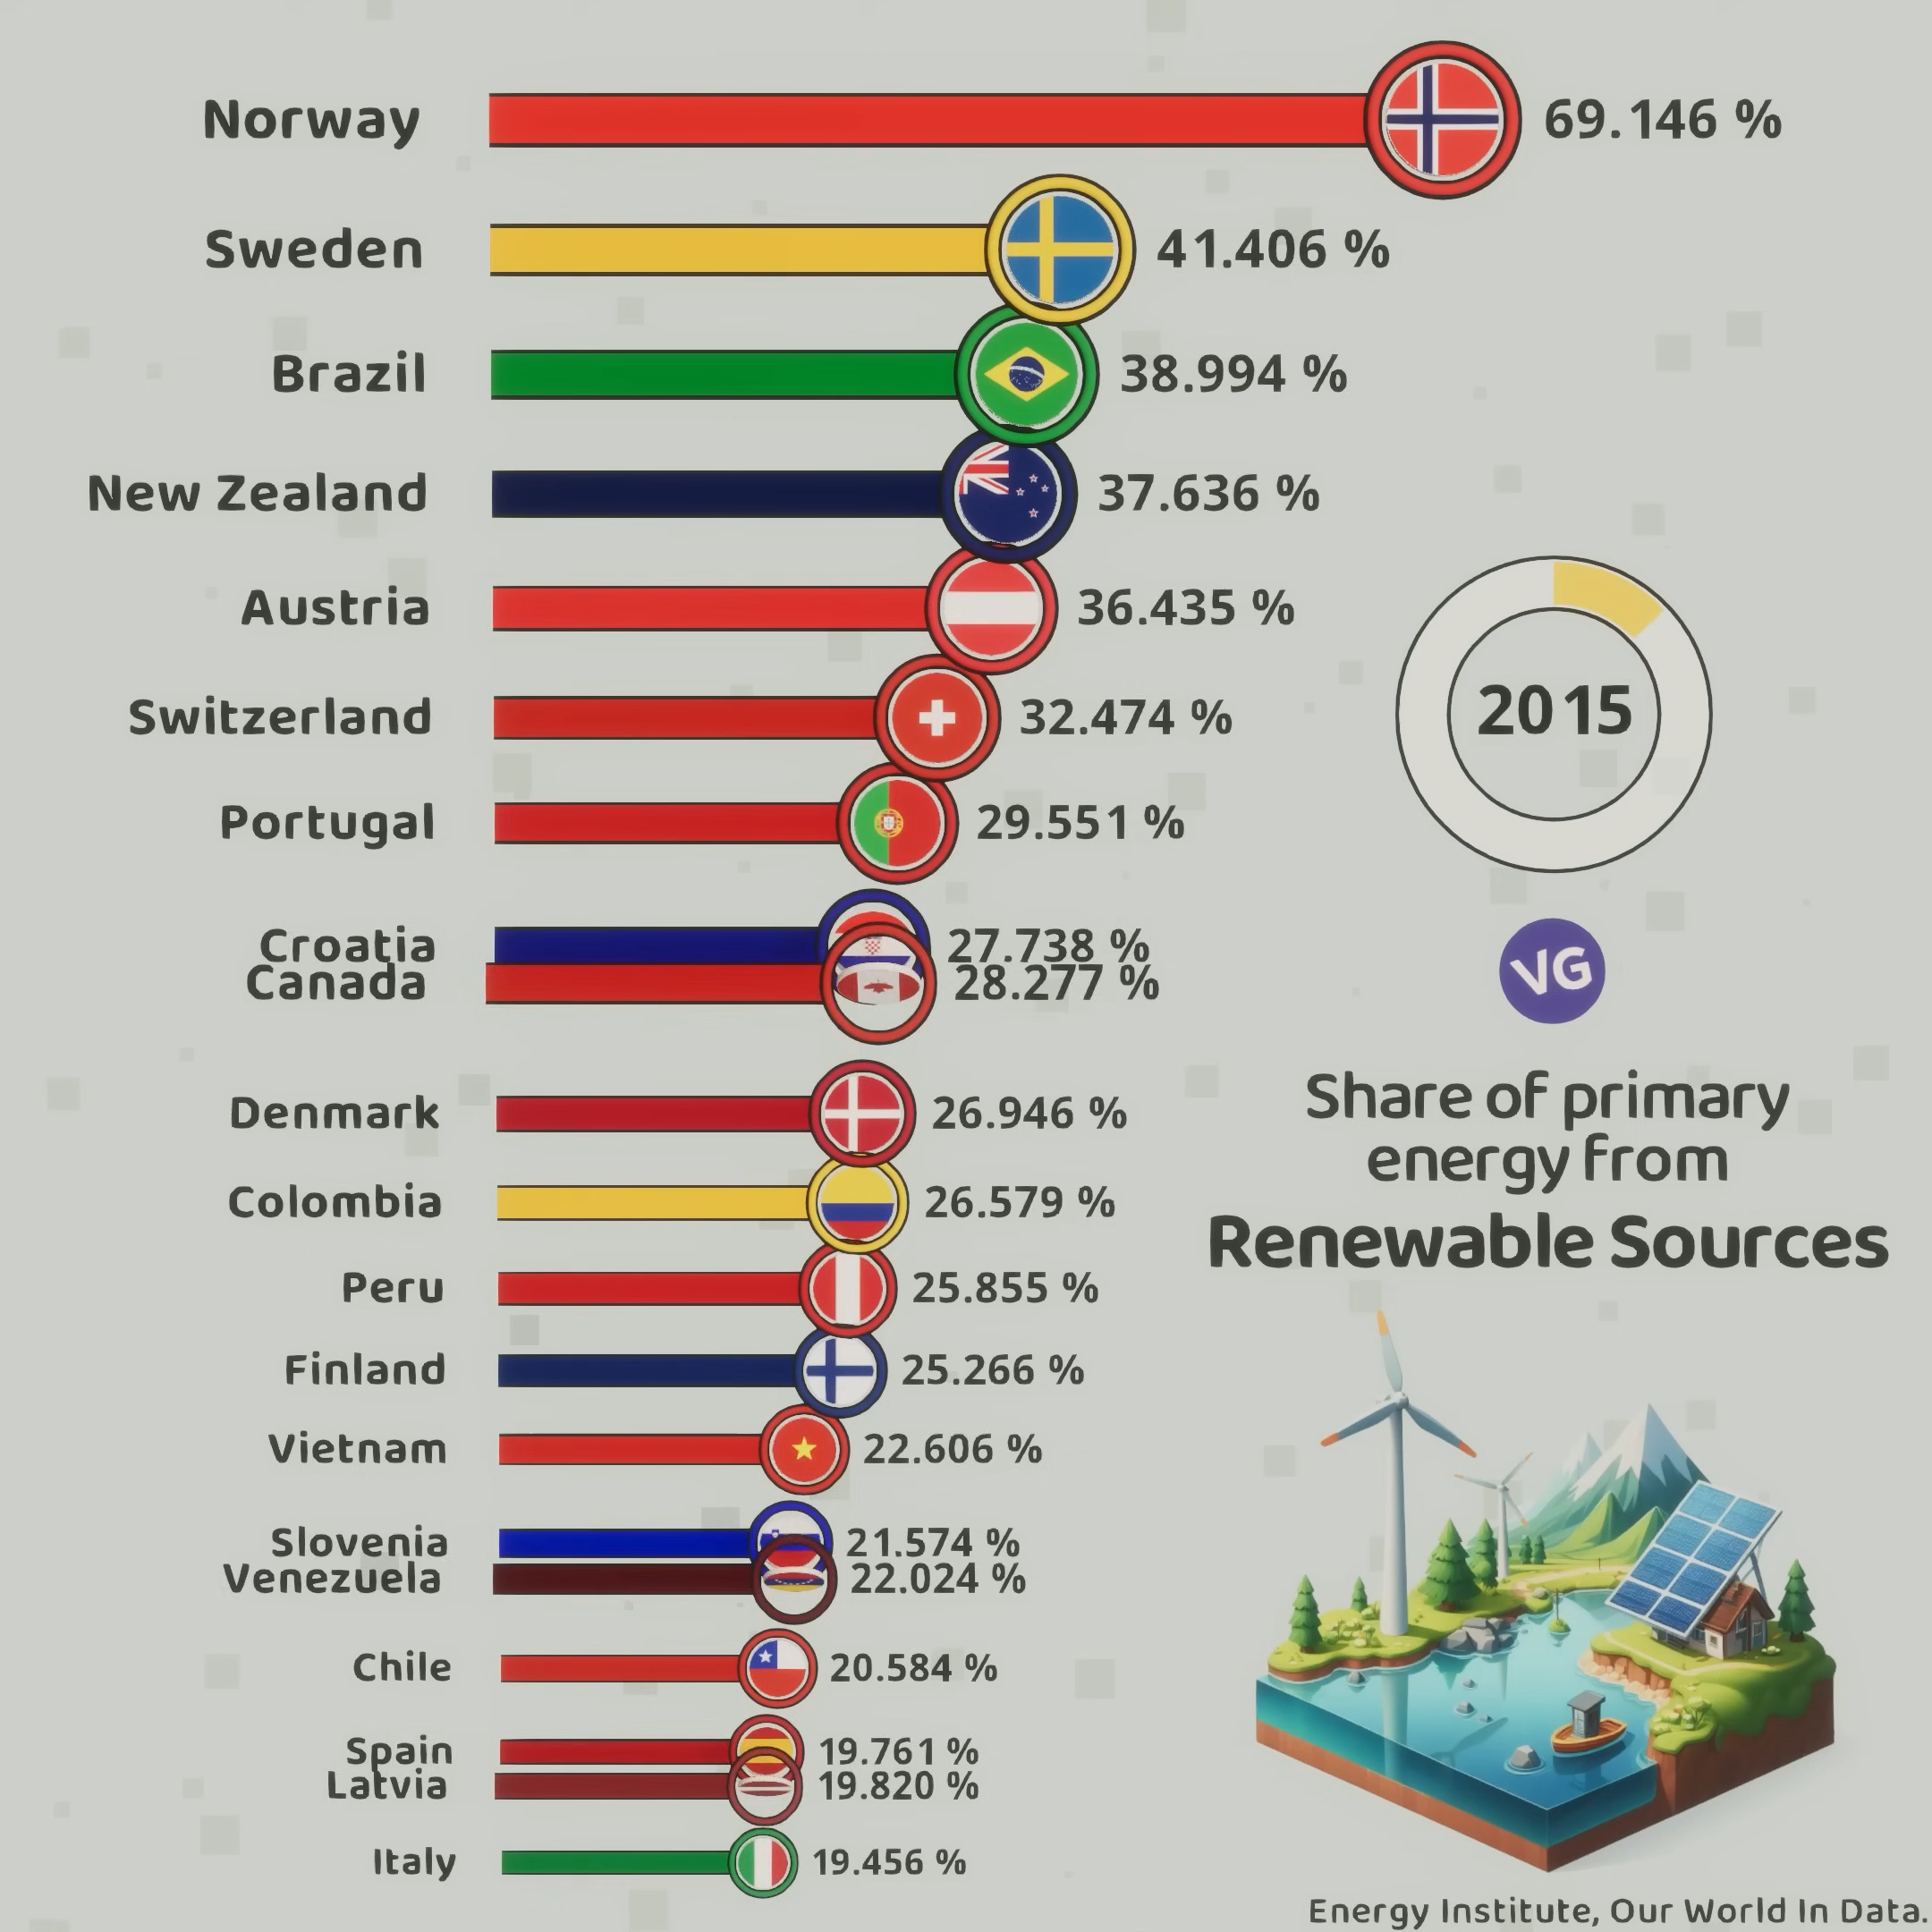 Norway 69.146 %
Sweden 41.406 %
Brazil 38.994 %
New Zealand 37.636 %
Austria 36.435 %
Switzerland 32.474 %
Portugal 29.551 %
Croatia 27.738 %
Canada 28.277 %
Denmark 26.946 %
Colombia 26.579 %
Peru 25.855 %
Finland 25.266 %
Vietnam 22.606 %
Slovenia 21.574 %
Venezuela 22.024 %
Chile 20.584 %
Spain 19.761 %
Latvia 19.820 %
Italy 19.456 %
2015
VG
Share of primary
energy from
Renewable Sources
Energy Institute, Our World In Data.